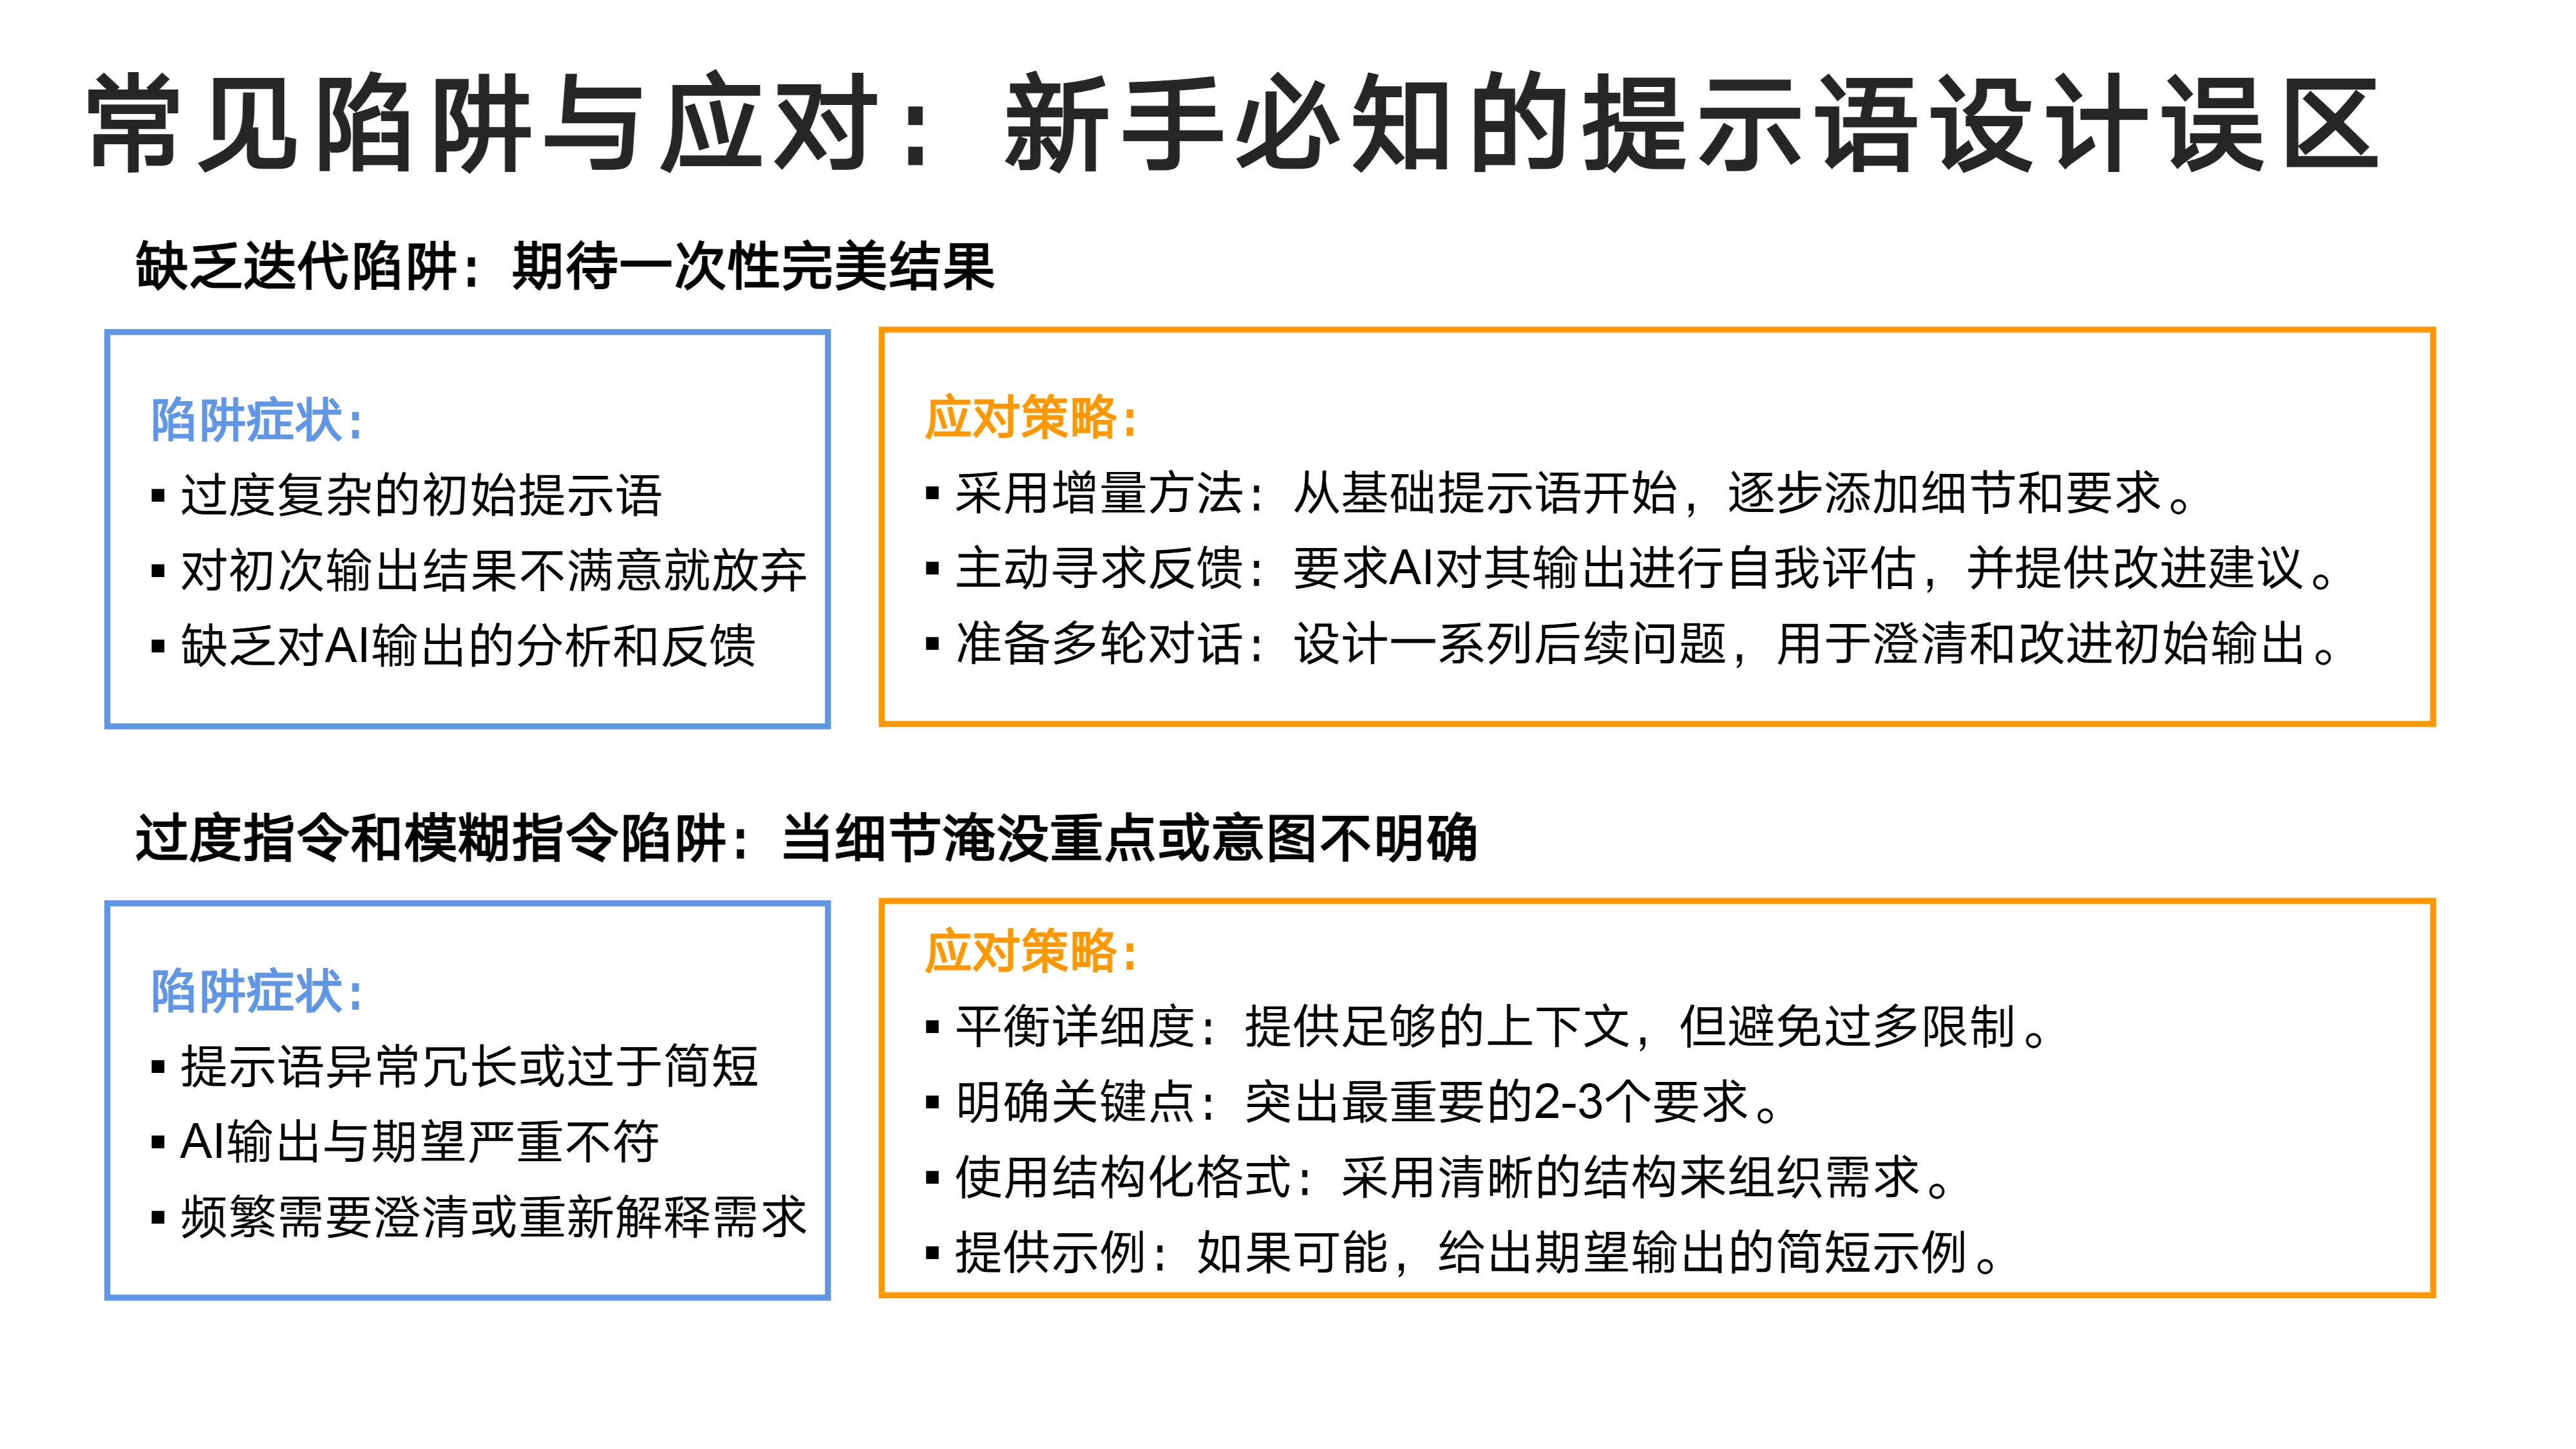 常见陷阱与应对：新手必知的提示语设计误区
缺乏迭代陷阱：期待一次性完美结果
陷阱症状：
▪ 过度复杂的初始提示语
▪ 对初次输出结果不满意就放弃
▪ 缺乏对AI输出的分析和反馈
应对策略：
▪ 采用增量方法：从基础提示语开始，逐步添加细节和要求。
▪ 主动寻求反馈：要求AI对其输出进行自我评估，并提供改进建议。
▪ 准备多轮对话：设计一系列后续问题，用于澄清和改进初始输出。
过度指令和模糊指令陷阱：当细节淹没重点或意图不明确
陷阱症状：
▪ 提示语异常冗长或过于简短
▪ AI输出与期望严重不符
▪ 频繁需要澄清或重新解释需求
应对策略：
▪ 平衡详细度：提供足够的上下文，但避免过多限制。
▪ 明确关键点：突出最重要的2-3个要求。
▪ 使用结构化格式：采用清晰的结构来组织需求。
▪ 提供示例：如果可能，给出期望输出的简短示例。